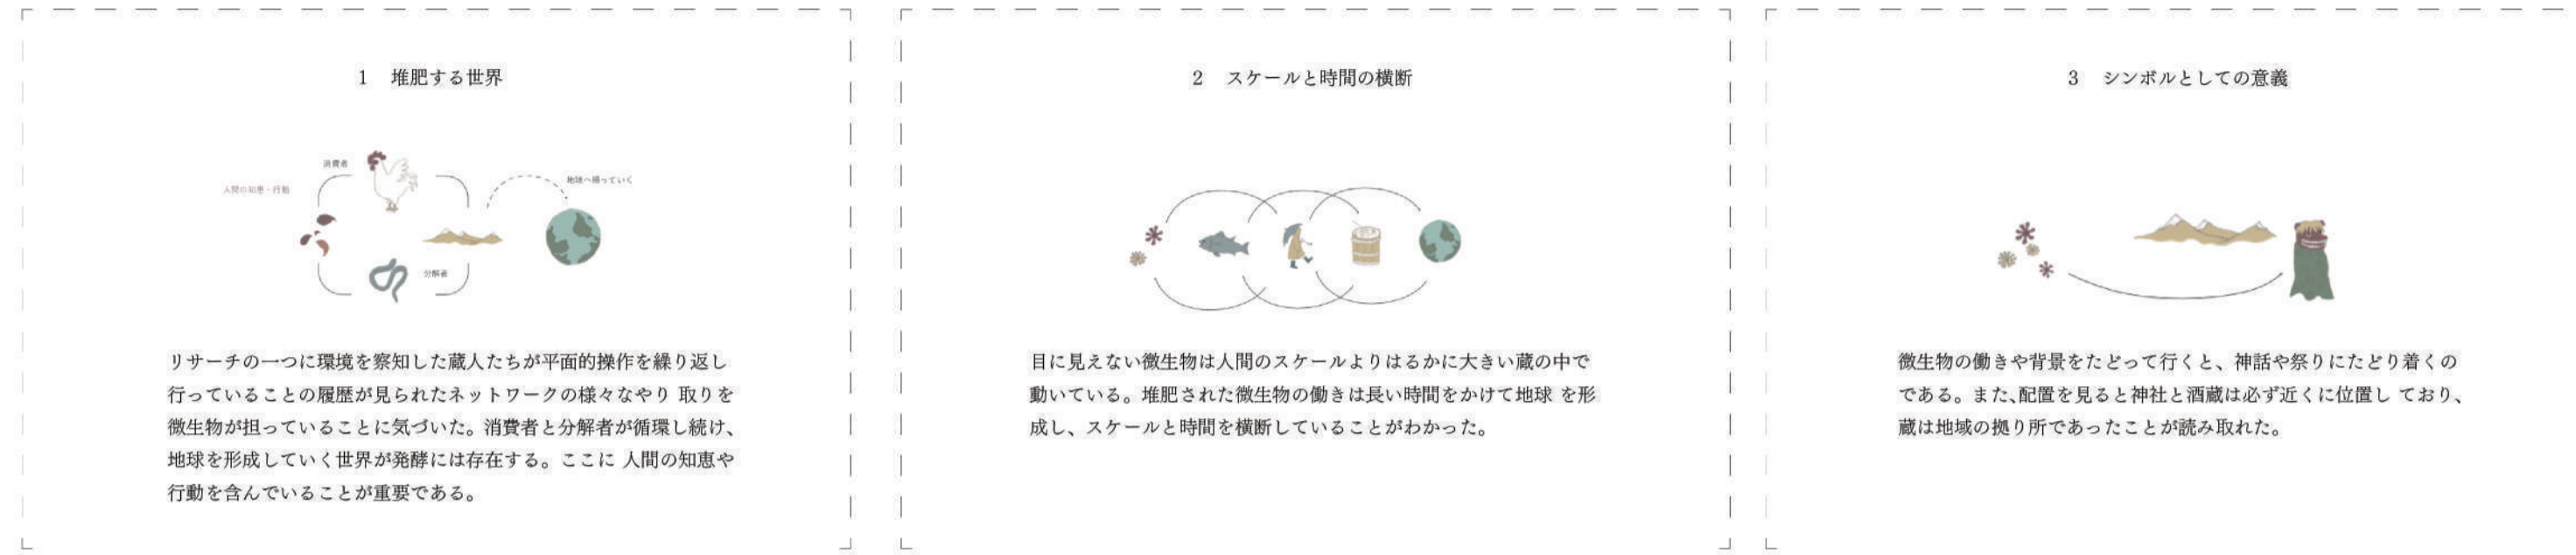 1 堆肥する世界
消費者
人間の知恵・行動
地球へ帰っていく
分解者
リサーチの一つに環境を察知した蔵人たちが平面的操作を繰り返し
行っていることの履歴が見られたネットワークの様々なやり 取りを
微生物が担っていることに気づいた。消費者と分解者が循環し続け、
地球を形成していく世界が発酵には存在する。ここに 人間の知恵や
行動を含んでいることが重要である。
2 スケールと時間の横断
目に見えない微生物は人間のスケールよりはるかに大きい蔵の中で
動いている。堆肥された微生物の働きは長い時間をかけて地球 を形
成し、スケールと時間を横断していることがわかった。
3 シンボルとしての意義
微生物の働きや背景をたどって行くと、神話や祭りにたどり着くの
である。また、配置を見ると神社と酒蔵は必ず近くに位置し ており、
蔵は地域の拠り所であったことが読み取れた。